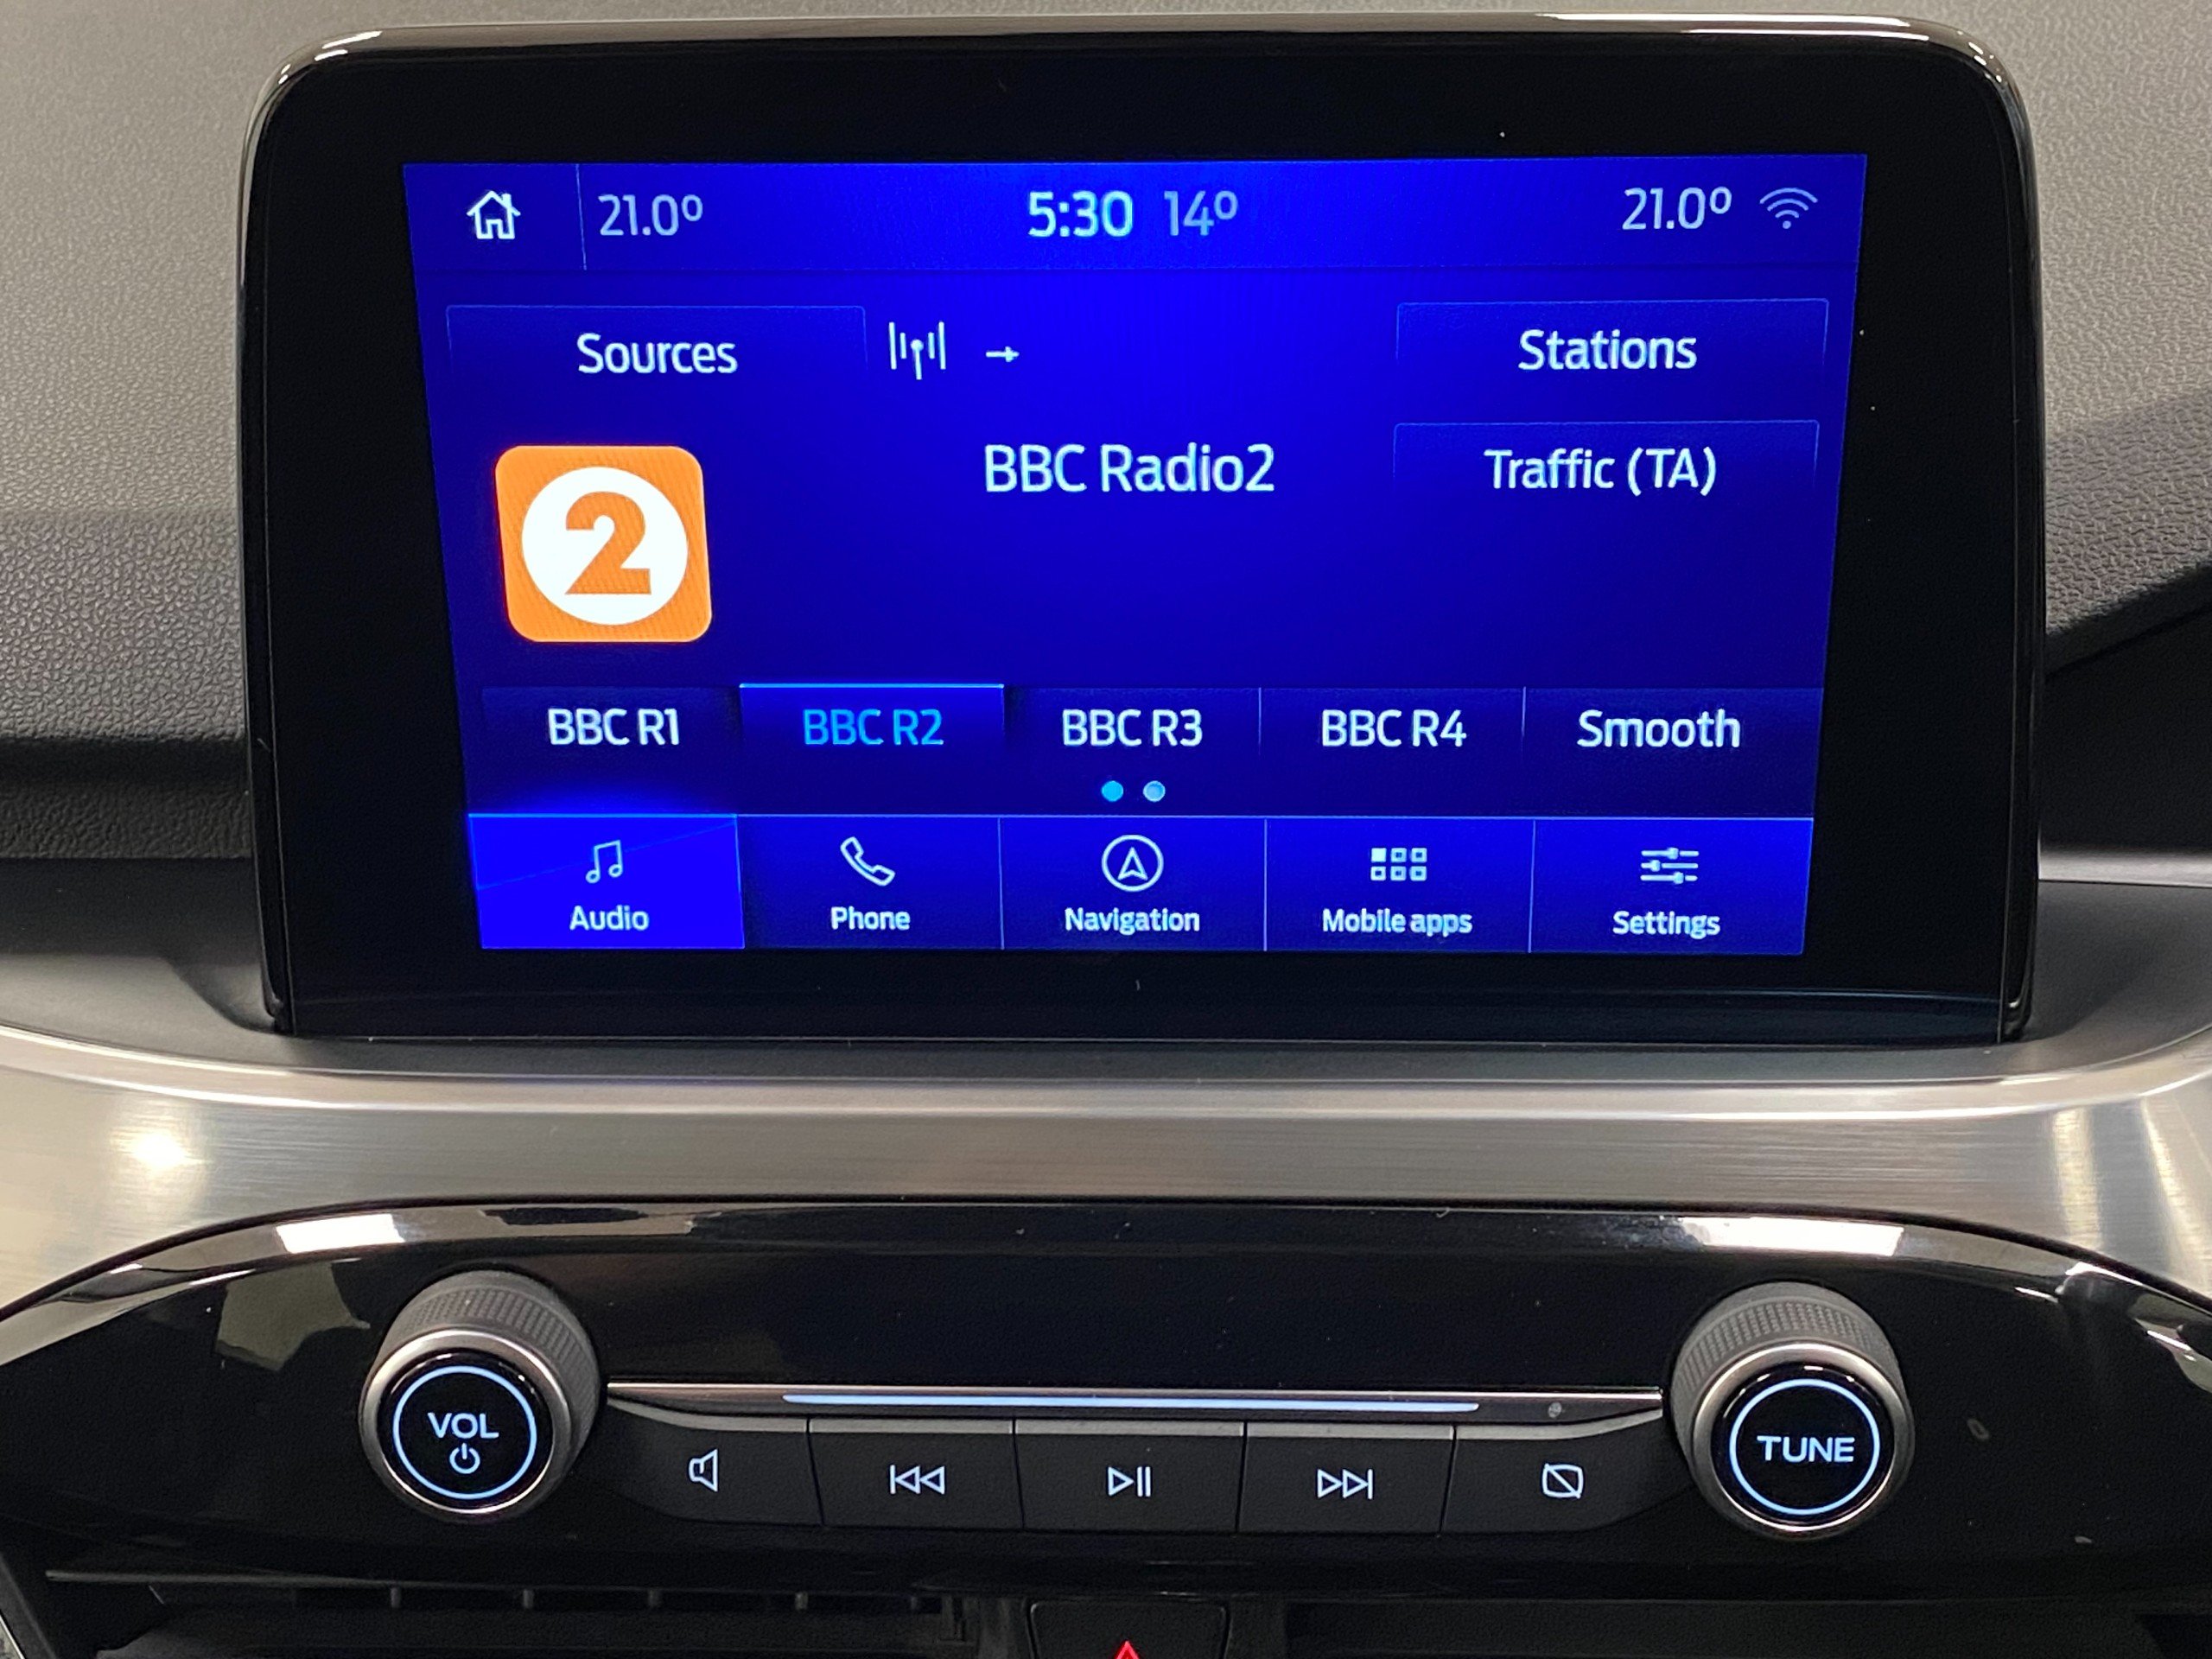 21.0° 5:30 14° 21.0°
Sources Stations
BBC Radio2 Traffic (TA)
2
BBC R1 BBC R2 BBC R3 BBC R4 Smooth
Audio Phone Navigation Mobile apps Settings
VOL TUNE